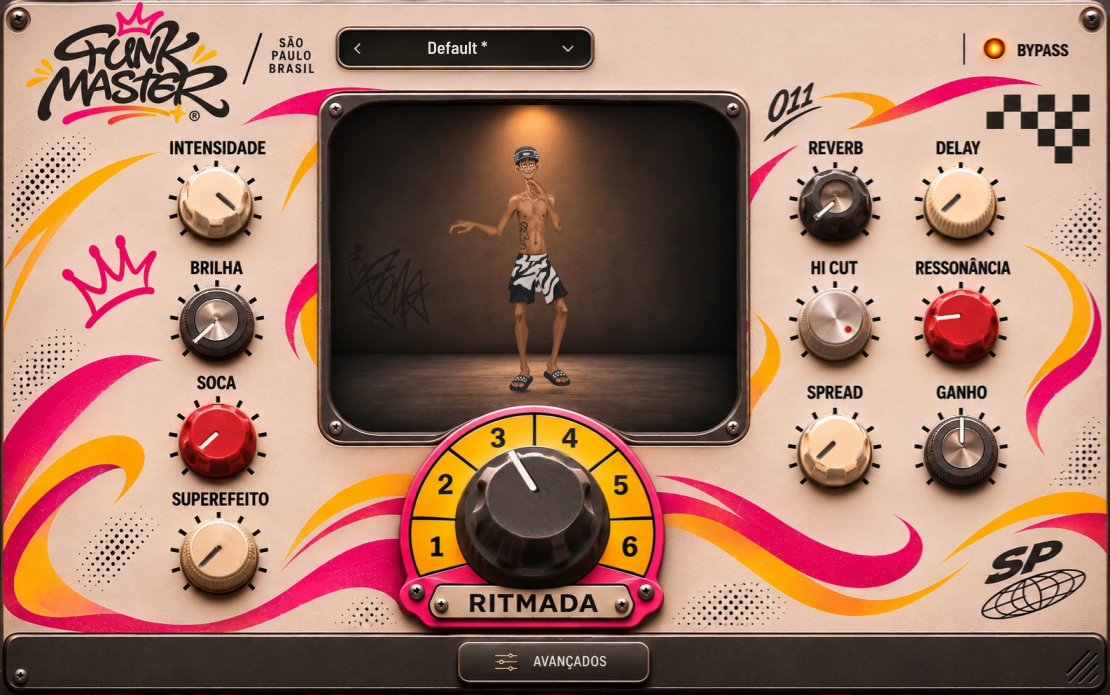 FUNK
MASTER®
SÃO
PAULO
BRASIL
Default *
BYPASS
011
INTENSIDADE
BRILHA
SOCA
SUPEREFEITO
REVERB
DELAY
HI CUT
RESSONÂNCIA
SPREAD
GANHO
1
2
3
4
5
6
RITMADA
SP
AVANÇADOS